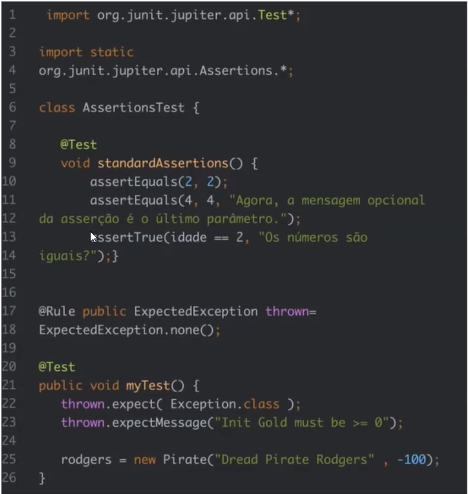 1 import org.junit.jupiter.api.Test*;
2
3 import static
4 org.junit.jupiter.api.Assertions.*;
5
6 class AssertionsTest {
7
8 @Test
9 void standardAssertions() {
10 assertEquals(2, 2);
11 assertEquals(4, 4, "Agora, a mensagem opcional
12 da asserção é o último parâmetro.");
13 assertTrue(idade == 2, "Os números são
14 iguais?");}
15
16
17 @Rule public ExpectedException thrown=
18 ExpectedException.none();
19
20 @Test
21 public void myTest() {
22 thrown.expect( Exception.class );
23 thrown.expectMessage("Init Gold must be >= 0");
24
25 rodgers = new Pirate("Dread Pirate Rodgers" , -100);
26 }